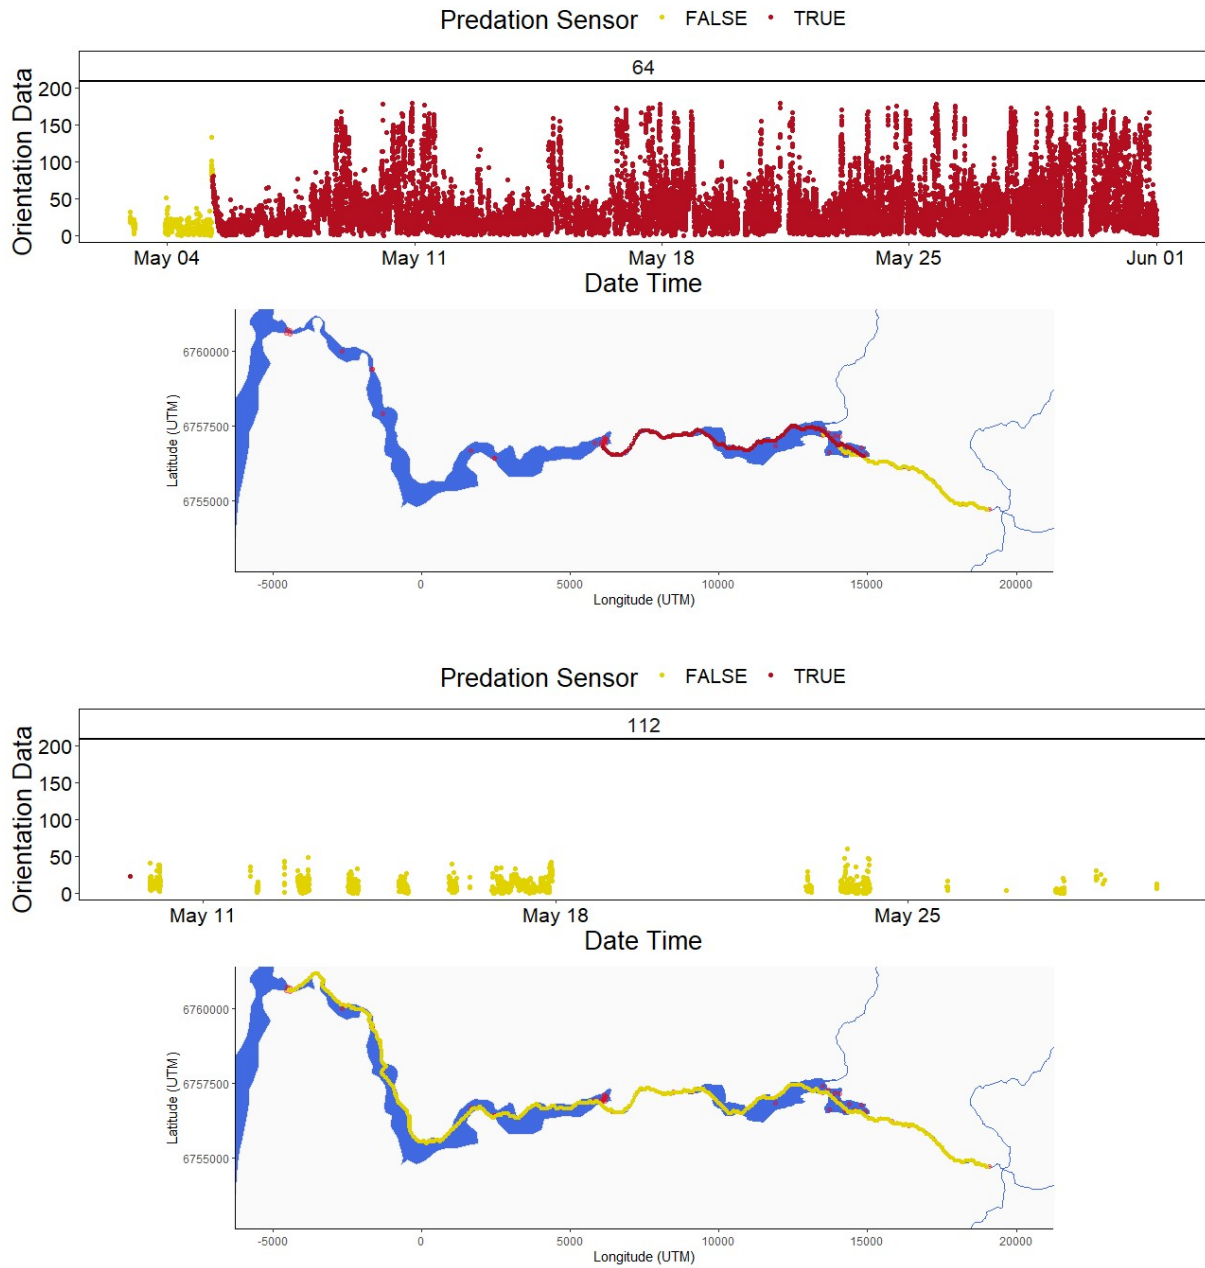 Predation Sensor FALSE TRUE
64
Orientation Data
200
150
100
50
0
May 04 May 11 May 18 May 25 Jun 01
Date Time
Latitude (UTM)
6760000
6757500
6755000
-5000 0 5000 10000 15000 20000
Longitude (UTM)
Predation Sensor FALSE TRUE
112
Orientation Data
200
150
100
50
0
May 11 May 18 May 25
Date Time
Latitude (UTM)
6760000
6757500
6755000
-5000 0 5000 10000 15000 20000
Longitude (UTM)